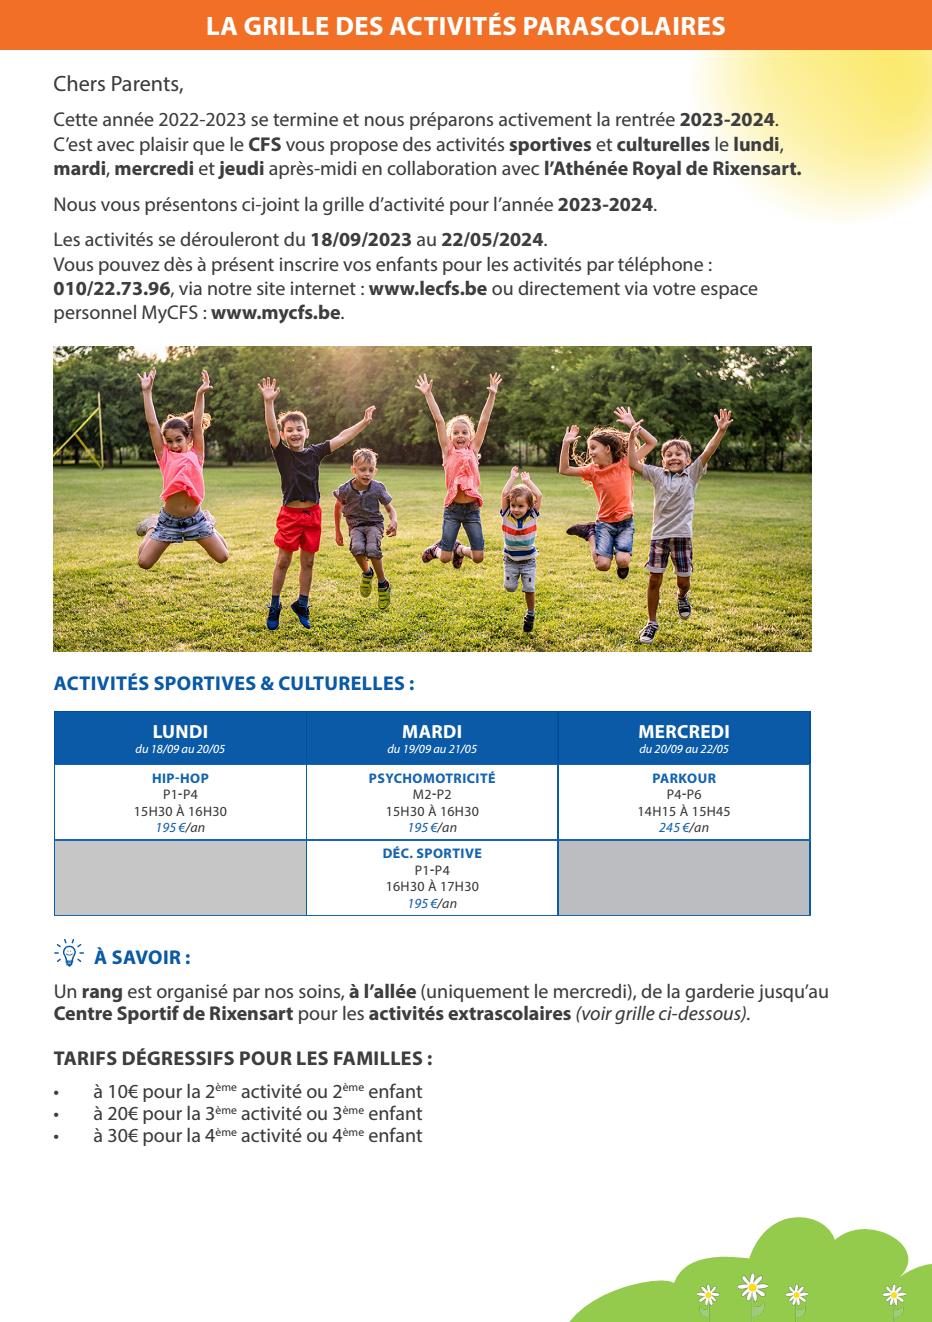 LA GRILLE DES ACTIVITÉS PARASCOLAIRES
Chers Parents,
Cette année 2022-2023 se termine et nous préparons activement la rentrée 2023-2024.
C’est avec plaisir que le CFS vous propose des activités sportives et culturelles le lundi,
mardi, mercredi et jeudi après-midi en collaboration avec l’Athénée Royal de Rixensart.
Nous vous présentons ci-joint la grille d’activité pour l’année 2023-2024.
Les activités se dérouleront du 18/09/2023 au 22/05/2024.
Vous pouvez dès à présent inscrire vos enfants pour les activités par téléphone :
010/22.73.96, via notre site internet : www.lecfs.be ou directement via votre espace
personnel MyCFS : www.mycfs.be.
ACTIVITÉS SPORTIVES & CULTURELLES :
LUNDI
du 18/09 au 20/05
MARDI
du 19/09 au 21/05
MERCREDI
du 20/09 au 22/05
HIP-HOP
P1-P4
15H30 À 16H30
195 €/an
PSYCHOMOTRICITÉ
M2-P2
15H30 À 16H30
195 €/an
PARKOUR
P4-P6
14H15 À 15H45
245 €/an
DÉC. SPORTIVE
P1-P4
16H30 À 17H30
195 €/an
À SAVOIR :
Un rang est organisé par nos soins, à l’allée (uniquement le mercredi), de la garderie jusqu’au
Centre Sportif de Rixensart pour les activités extrascolaires (voir grille ci-dessous).
TARIFS DÉGRESSIFS POUR LES FAMILLES :
• à 10€ pour la 2ème activité ou 2ème enfant
• à 20€ pour la 3ème activité ou 3ème enfant
• à 30€ pour la 4ème activité ou 4ème enfant